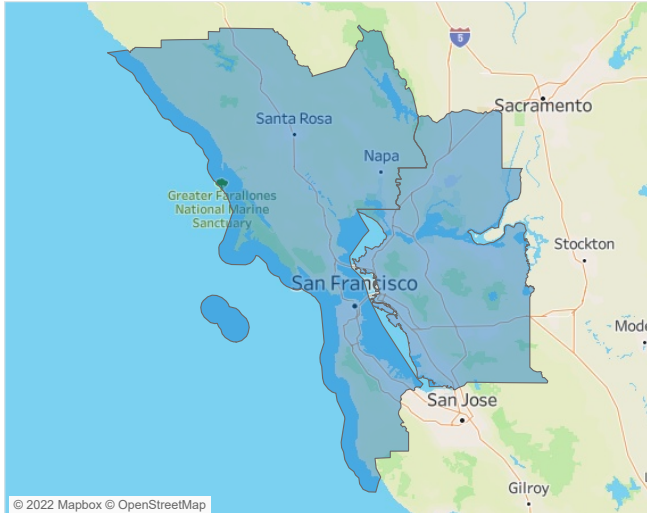 5
Sacramento
Santa Rosa
Napa
Greater Farallones
National Marine
Sanctuary
Stockton
San Francisco
Mode
San Jose
Gilroy
© 2022 Mapbox © OpenStreetMap